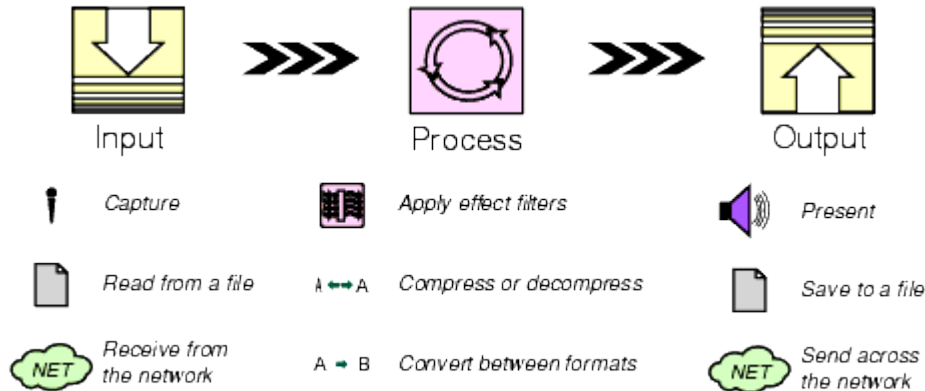 Input
Process
Output
Capture
Apply effect filters
Present
Read from a file
A A
Compress or decompress
Save to a file
NET
Receive from
the network
A B
Convert between formats
NET
Send across
the network